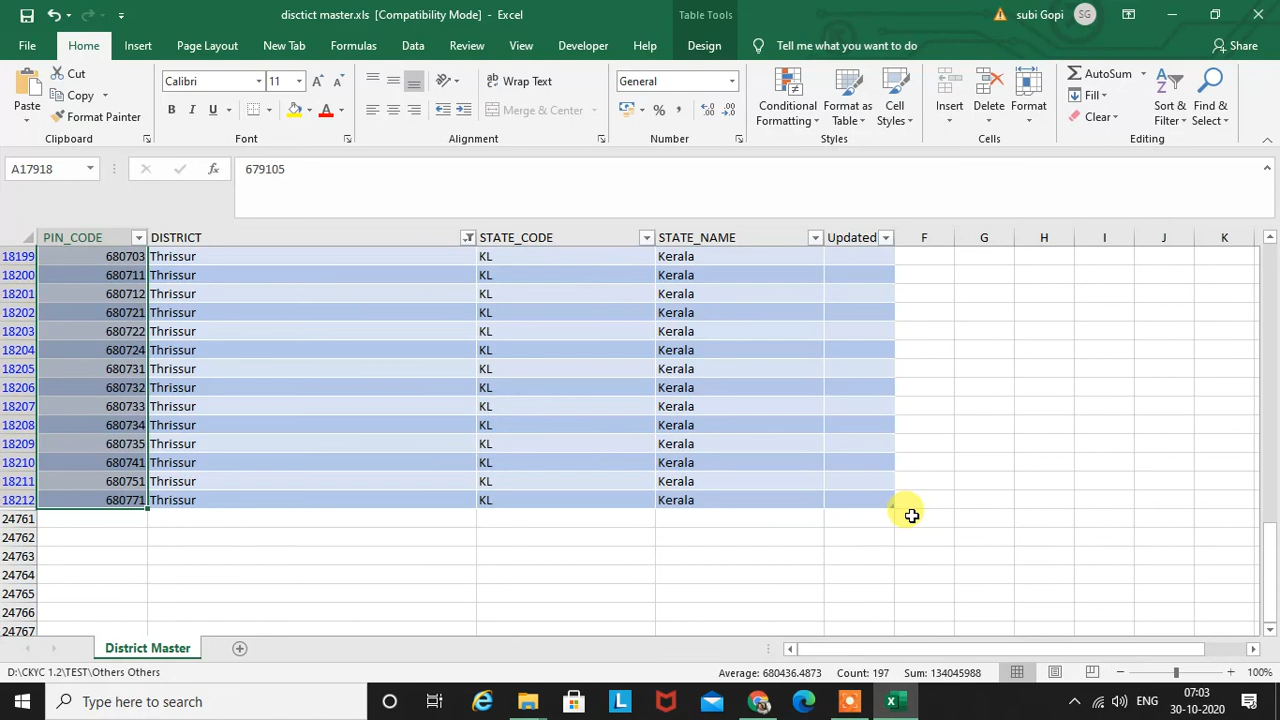 disctict master.xls [Compatibility Mode] - Excel
Table Tools
subi Gopi
SG
File Home Insert Page Layout New Tab Formulas Data Review View Developer Help Design Tell me what you want to do Share
Paste
Cut
Copy
Format Painter
Clipboard
Calibri 11
B I U
Font
Wrap Text
Merge & Center
Alignment
General
Number
Conditional Formatting
Format as Table
Cell Styles
Styles
Insert
Delete
Format
Cells
AutoSum
Fill
Clear
Sort & Filter
Find & Select
Editing
A17918 fx 679105
PIN_CODE DISTRICT STATE_CODE STATE_NAME Updated F G H I J K
18199 680703 Thrissur KL Kerala
18200 680711 Thrissur KL Kerala
18201 680712 Thrissur KL Kerala
18202 680721 Thrissur KL Kerala
18203 680722 Thrissur KL Kerala
18204 680724 Thrissur KL Kerala
18205 680731 Thrissur KL Kerala
18206 680732 Thrissur KL Kerala
18207 680733 Thrissur KL Kerala
18208 680734 Thrissur KL Kerala
18209 680735 Thrissur KL Kerala
18210 680741 Thrissur KL Kerala
18211 680751 Thrissur KL Kerala
18212 680771 Thrissur KL Kerala
24761
24762
24763
24764
24765
24766
24767
District Master
D:\CKYC 1.2\TEST\Others Others Average: 680436.4873 Count: 197 Sum: 134045988 100%
Type here to search
ENG
07:03
30-10-2020